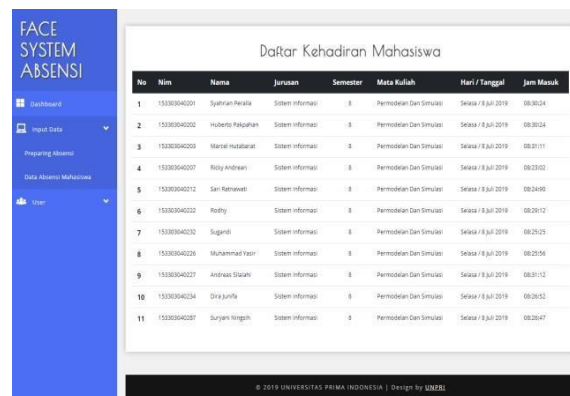 FACE
SYSTEM
ABSENSI
Dashboard
Input Data
Preparing Absensi
Data Absensi Mahasiswa
User
Daftar Kehadiran Mahasiswa
No Nim Nama Jurusan Semester Mata Kuliah Hari / Tanggal Jam Masuk
1 153303040201 Syahrian Peralia Sistem Informasi 8 Permodelan Dan Simulasi Selasa / 8 Juli 2019 08:30:24
2 153303040202 Huberto Pakpahan Sistem Informasi 8 Permodelan Dan Simulasi Selasa / 8 Juli 2019 08:30:24
3 153303040203 Marcel Hutabarat Sistem Informasi 8 Permodelan Dan Simulasi Selasa / 8 Juli 2019 08:31:11
4 153303040207 Ricky Andrean Sistem Informasi 8 Permodelan Dan Simulasi Selasa / 8 Juli 2019 08:23:02
5 153303040212 Sari Ratnawati Sistem Informasi 8 Permodelan Dan Simulasi Selasa / 8 Juli 2019 08:24:90
6 153303040222 Rodhy Sistem Informasi 8 Permodelan Dan Simulasi Selasa / 8 Juli 2019 08:29:12
7 153303040232 Sugandi Sistem Informasi 8 Permodelan Dan Simulasi Selasa / 8 Juli 2019 08:25:25
8 153303040226 Muhammad Yasir Sistem Informasi 8 Permodelan Dan Simulasi Selasa / 8 Juli 2019 08:25:56
9 153303040227 Andreas Silalahi Sistem Informasi 8 Permodelan Dan Simulasi Selasa / 8 Juli 2019 08:31:12
10 153303040234 Dira Junifa Sistem Informasi 8 Permodelan Dan Simulasi Selasa / 8 Juli 2019 08:26:52
11 153303040287 Suryani Ningsih Sistem Informasi 8 Permodelan Dan Simulasi Selasa / 8 Juli 2019 08:28:47
© 2019 UNIVERSITAS PRIMA INDONESIA | Design by UNPRI